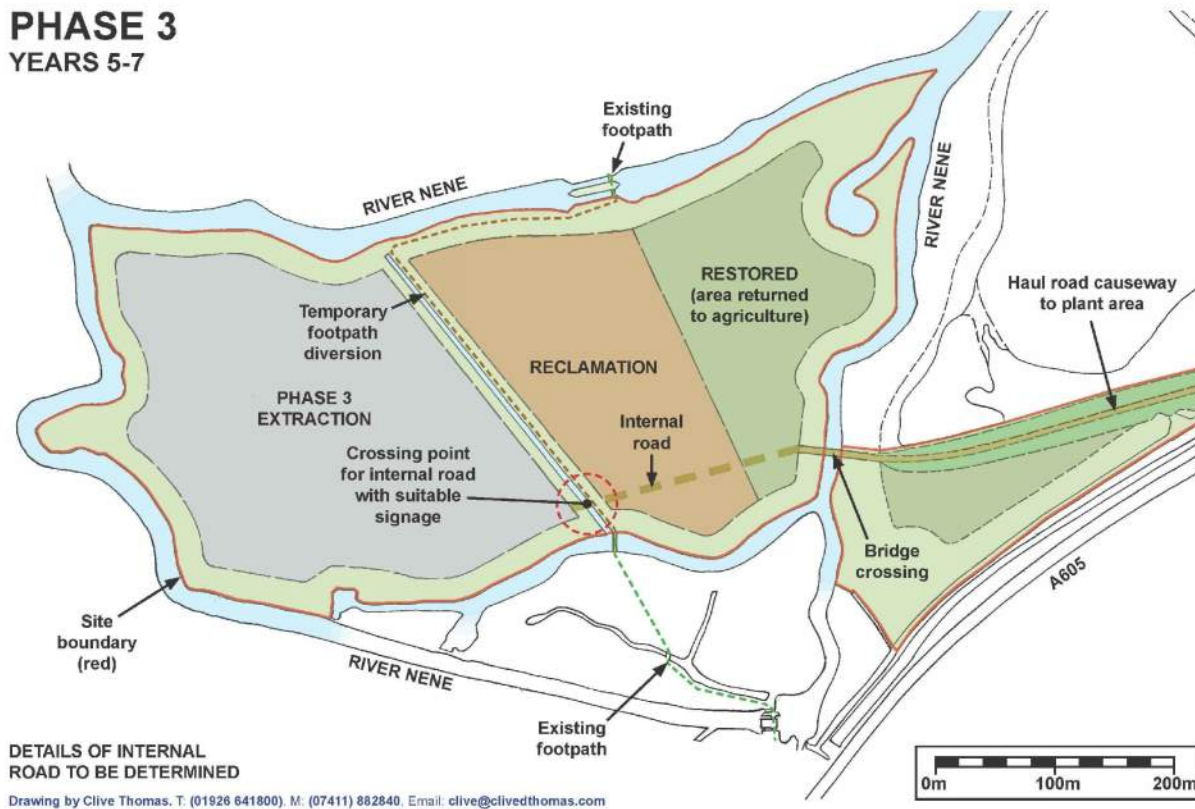 PHASE 3
YEARS 5-7
Existing
footpath
RIVER NENE
RIVER NENE
RESTORED
(area returned
to agriculture)
Haul road causeway
to plant area
Temporary
footpath
diversion
RECLAMATION
PHASE 3
EXTRACTION
Internal
road
Crossing point
for internal road
with suitable
signage
Bridge
crossing
A605
Site
boundary
(red)
RIVER NENE
Existing
footpath
DETAILS OF INTERNAL
ROAD TO BE DETERMINED
0m 100m 200m
Drawing by Clive Thomas. T: (01926 641800). M: (07411) 882840, Email: clive@clivedthomas.com